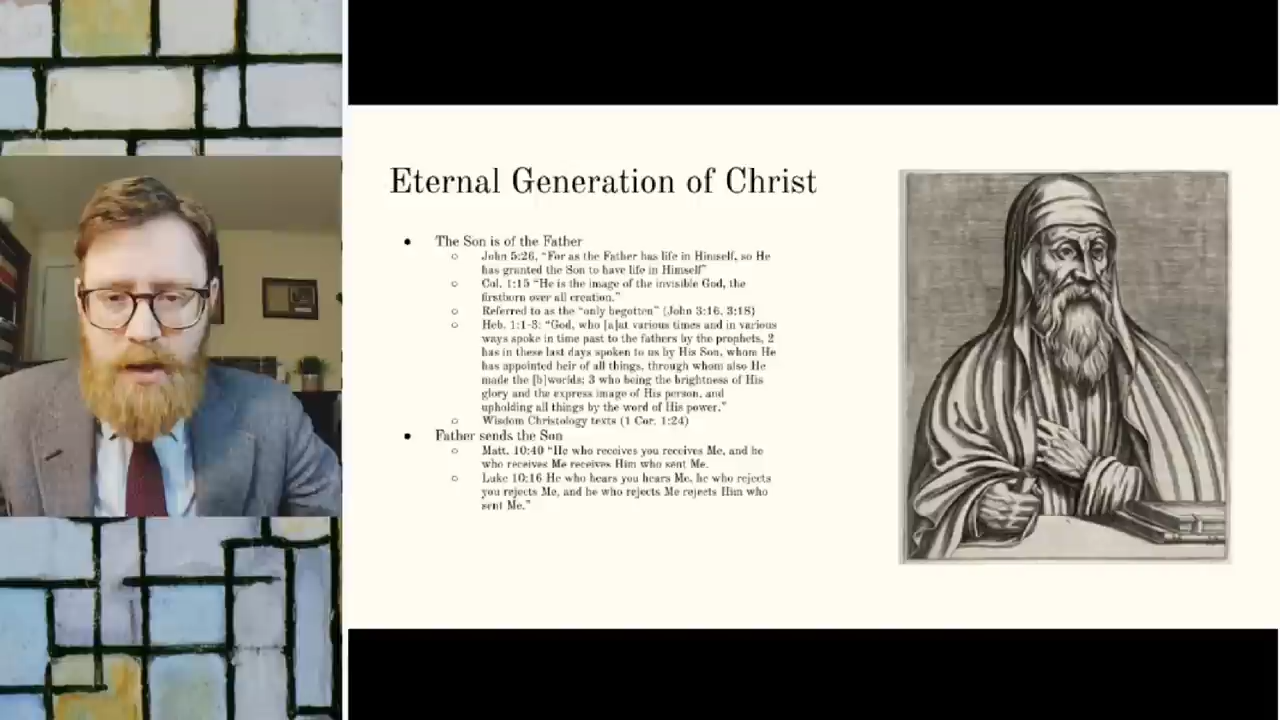 Eternal Generation of Christ
● The Son is of the Father
○ John 5:26, “For as the Father has life in Himself, so He
has granted the Son to have life in Himself”
○ Col. 1:15 “He is the image of the invisible God, the
firstborn over all creation.”
○ Referred to as the “only begotten” (John 3:16, 3:18)
○ Heb. 1:1-3: “God, who [a]at various times and in various
ways spoke in time past to the fathers by the prophets, 2
has in these last days spoken to us by His Son, whom He
has appointed heir of all things, through whom also He
made the [b]worlds; 3 who being the brightness of His
glory and the express image of His person, and
upholding all things by the word of His power.”
○ Wisdom Christology texts (1 Cor. 1:24)
● Father sends the Son
○ Matt. 10:40 “He who receives you receives Me, and he
who receives Me receives Him who sent Me.
○ Luke 10:16 He who hears you hears Me, he who rejects
you rejects Me, and he who rejects Me rejects Him who
sent Me.”